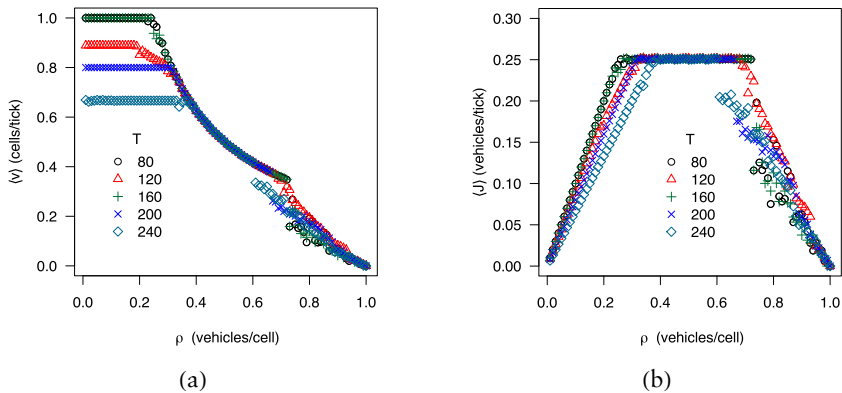 ⟨v⟩ (cells/tick)
1.0
0.8
0.6
0.4
0.2
0.0
T
80
120
160
200
240
0.0 0.2 0.4 0.6 0.8 1.0
ρ (vehicles/cell)
(a)
⟨J⟩ (vehicles/tick)
0.30
0.25
0.20
0.15
0.10
0.05
0.00
T
80
120
160
200
240
0.0 0.2 0.4 0.6 0.8 1.0
ρ (vehicles/cell)
(b)